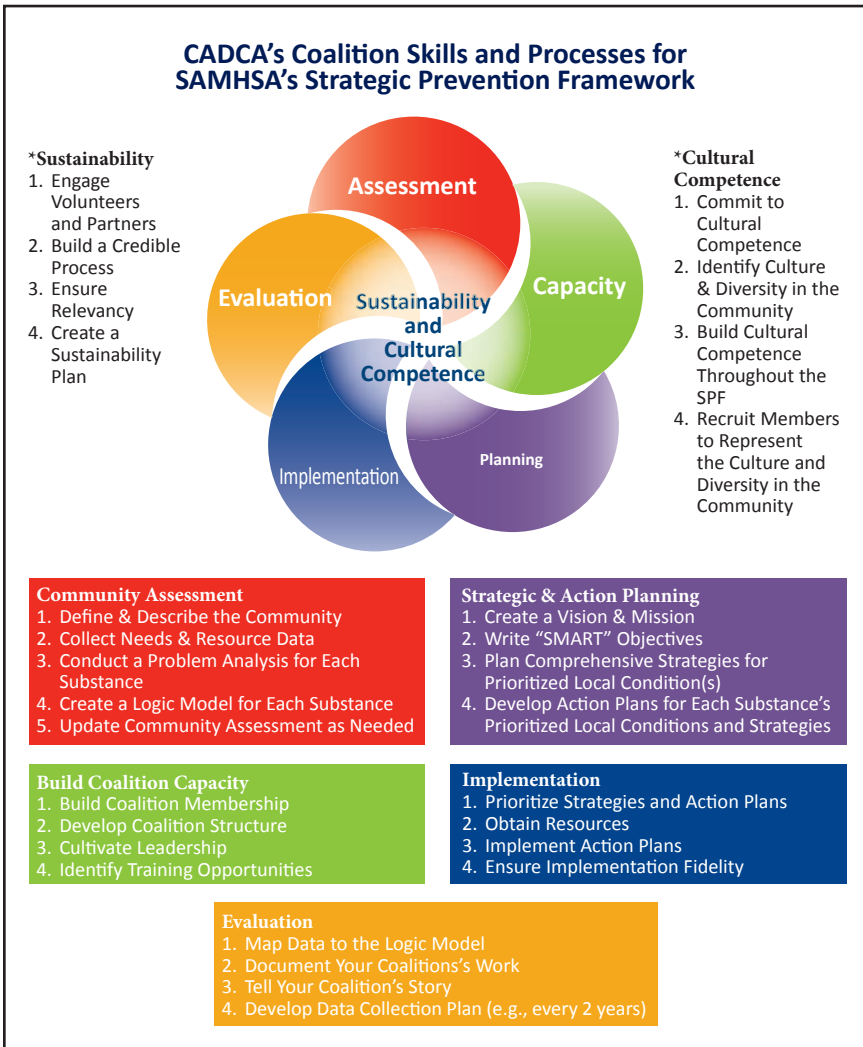 CADCA's Coalition Skills and Processes for
SAMHSA's Strategic Prevention Framework
*Sustainability
1. Engage
Volunteers
and Partners
2. Build a Credible
Process
3. Ensure
Relevancy
4. Create a
Sustainability
Plan
Assessment
Capacity
Evaluation
Sustainability
and
Cultural
Competence
Implementation
Planning
*Cultural
Competence
1. Commit to
Cultural
Competence
2. Identify Culture
& Diversity in the
Community
3. Build Cultural
Competence
Throughout the
SPF
4. Recruit Members
to Represent
the Culture and
Diversity in the
Community
Community Assessment
1. Define & Describe the Community
2. Collect Needs & Resource Data
3. Conduct a Problem Analysis for Each
Substance
4. Create a Logic Model for Each Substance
5. Update Community Assessment as Needed
Strategic & Action Planning
1. Create a Vision & Mission
2. Write “SMART” Objectives
3. Plan Comprehensive Strategies for
Prioritized Local Condition(s)
4. Develop Action Plans for Each Substance's
Prioritized Local Conditions and Strategies
Build Coalition Capacity
1. Build Coalition Membership
2. Develop Coalition Structure
3. Cultivate Leadership
4. Identify Training Opportunities
Implementation
1. Prioritize Strategies and Action Plans
2. Obtain Resources
3. Implement Action Plans
4. Ensure Implementation Fidelity
Evaluation
1. Map Data to the Logic Model
2. Document Your Coalitions's Work
3. Tell Your Coalition's Story
4. Develop Data Collection Plan (e.g., every 2 years)